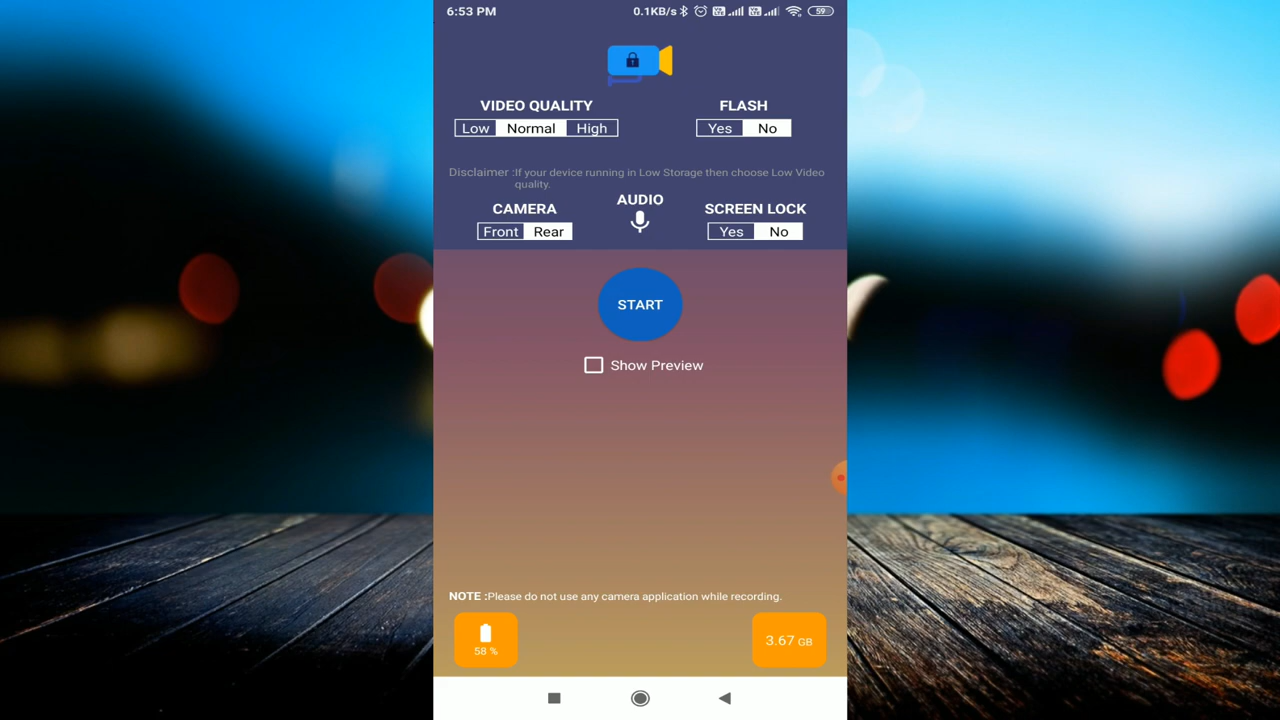 6:53 PM
0.1KB/s
59
VIDEO QUALITY
FLASH
Low Normal High
Yes No
Disclaimer :If your device running in Low Storage then choose Low Video
quality.
AUDIO
CAMERA
SCREEN LOCK
Front Rear
Yes No
START
Show Preview
NOTE :Please do not use any camera application while recording.
58 %
3.67 GB